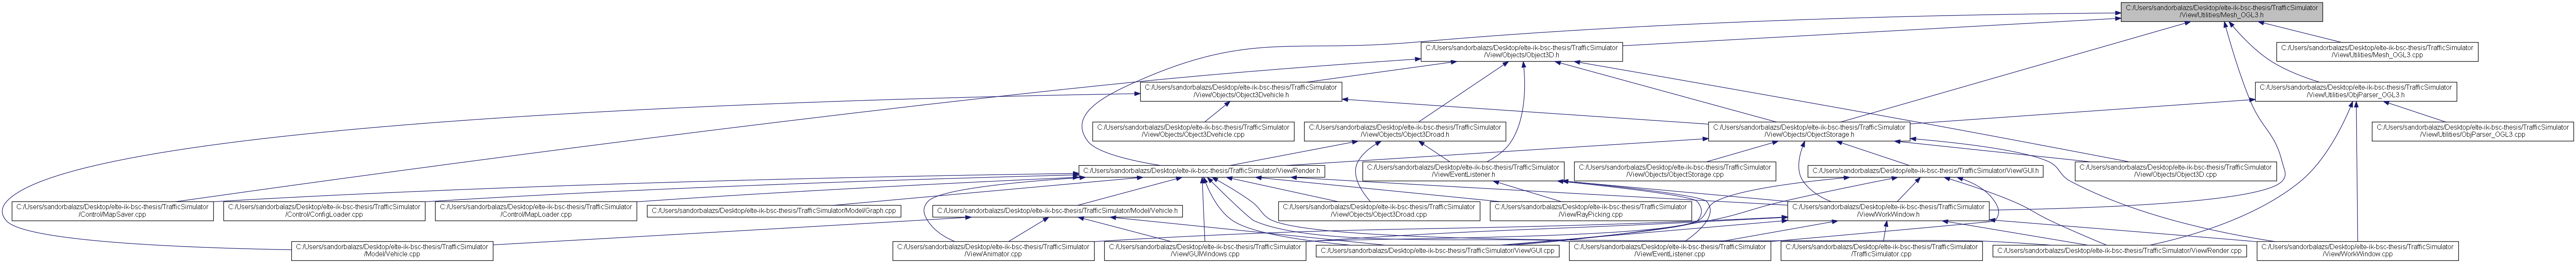 C:/Users/sandorbalazs/Desktop/elte-ik-bsc-thesis/TrafficSimulator
/View/Utilities/Mesh_OGL3.h
C:/Users/sandorbalazs/Desktop/elte-ik-bsc-thesis/TrafficSimulator
/View/Objects/Object3D.h
C:/Users/sandorbalazs/Desktop/elte-ik-bsc-thesis/TrafficSimulator
/View/Utilities/Mesh_OGL3.cpp
C:/Users/sandorbalazs/Desktop/elte-ik-bsc-thesis/TrafficSimulator
/View/Objects/Object3Dvehicle.h
C:/Users/sandorbalazs/Desktop/elte-ik-bsc-thesis/TrafficSimulator
/View/Utilities/ObjParser_OGL3.h
C:/Users/sandorbalazs/Desktop/elte-ik-bsc-thesis/TrafficSimulator
/View/Objects/Object3Dvehicle.cpp
C:/Users/sandorbalazs/Desktop/elte-ik-bsc-thesis/TrafficSimulator
/View/Objects/Object3Droad.h
C:/Users/sandorbalazs/Desktop/elte-ik-bsc-thesis/TrafficSimulator
/View/Objects/ObjectStorage.h
C:/Users/sandorbalazs/Desktop/elte-ik-bsc-thesis/TrafficSimulator
/View/Utilities/ObjParser_OGL3.cpp
C:/Users/sandorbalazs/Desktop/elte-ik-bsc-thesis/TrafficSimulator/View/Render.h
C:/Users/sandorbalazs/Desktop/elte-ik-bsc-thesis/TrafficSimulator
/View/EventListener.h
C:/Users/sandorbalazs/Desktop/elte-ik-bsc-thesis/TrafficSimulator
/View/Objects/ObjectStorage.cpp
C:/Users/sandorbalazs/Desktop/elte-ik-bsc-thesis/TrafficSimulator/View/GUI.h
C:/Users/sandorbalazs/Desktop/elte-ik-bsc-thesis/TrafficSimulator
/View/Objects/Object3D.cpp
C:/Users/sandorbalazs/Desktop/elte-ik-bsc-thesis/TrafficSimulator
/Control/MapSaver.cpp
C:/Users/sandorbalazs/Desktop/elte-ik-bsc-thesis/TrafficSimulator
/Control/ConfigLoader.cpp
C:/Users/sandorbalazs/Desktop/elte-ik-bsc-thesis/TrafficSimulator
/Control/MapLoader.cpp
C:/Users/sandorbalazs/Desktop/elte-ik-bsc-thesis/TrafficSimulator/Model/Graph.cpp
C:/Users/sandorbalazs/Desktop/elte-ik-bsc-thesis/TrafficSimulator/Model/Vehicle.h
C:/Users/sandorbalazs/Desktop/elte-ik-bsc-thesis/TrafficSimulator
/View/Objects/Object3Droad.cpp
C:/Users/sandorbalazs/Desktop/elte-ik-bsc-thesis/TrafficSimulator
/View/RayPicking.cpp
C:/Users/sandorbalazs/Desktop/elte-ik-bsc-thesis/TrafficSimulator
/View/WorkWindow.h
C:/Users/sandorbalazs/Desktop/elte-ik-bsc-thesis/TrafficSimulator
/Model/Vehicle.cpp
C:/Users/sandorbalazs/Desktop/elte-ik-bsc-thesis/TrafficSimulator
/View/Animator.cpp
C:/Users/sandorbalazs/Desktop/elte-ik-bsc-thesis/TrafficSimulator
/View/GUIWindows.cpp
C:/Users/sandorbalazs/Desktop/elte-ik-bsc-thesis/TrafficSimulator/View/GUI.cpp
C:/Users/sandorbalazs/Desktop/elte-ik-bsc-thesis/TrafficSimulator
/View/EventListener.cpp
C:/Users/sandorbalazs/Desktop/elte-ik-bsc-thesis/TrafficSimulator
/TrafficSimulator.cpp
C:/Users/sandorbalazs/Desktop/elte-ik-bsc-thesis/TrafficSimulator/View/Render.cpp
C:/Users/sandorbalazs/Desktop/elte-ik-bsc-thesis/TrafficSimulator
/View/WorkWindow.cpp